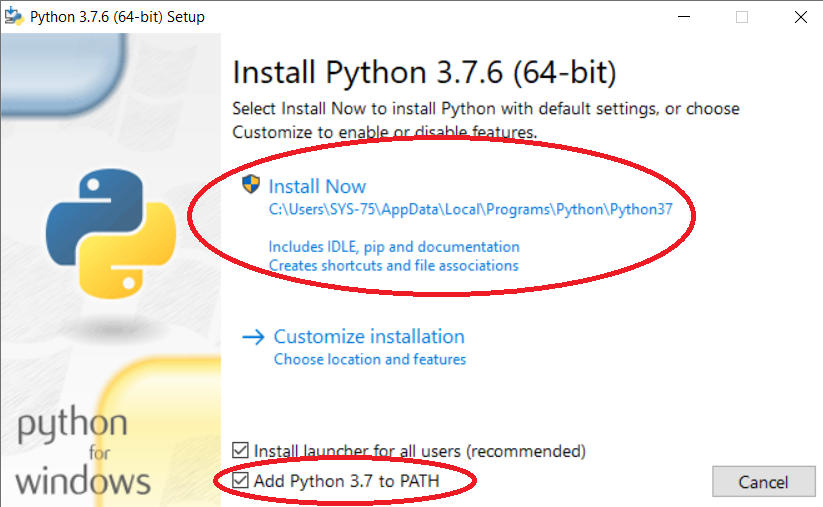 Python 3.7.6 (64-bit) Setup
Install Python 3.7.6 (64-bit)
Select Install Now to install Python with default settings, or choose
Customize to enable or disable features.
Install Now
C:\Users\SYS-75\AppData\Local\Programs\Python\Python37
Includes IDLE, pip and documentation
Creates shortcuts and file associations
Customize installation
Choose location and features
python
for
windows
Install launcher for all users (recommended)
Add Python 3.7 to PATH
Cancel